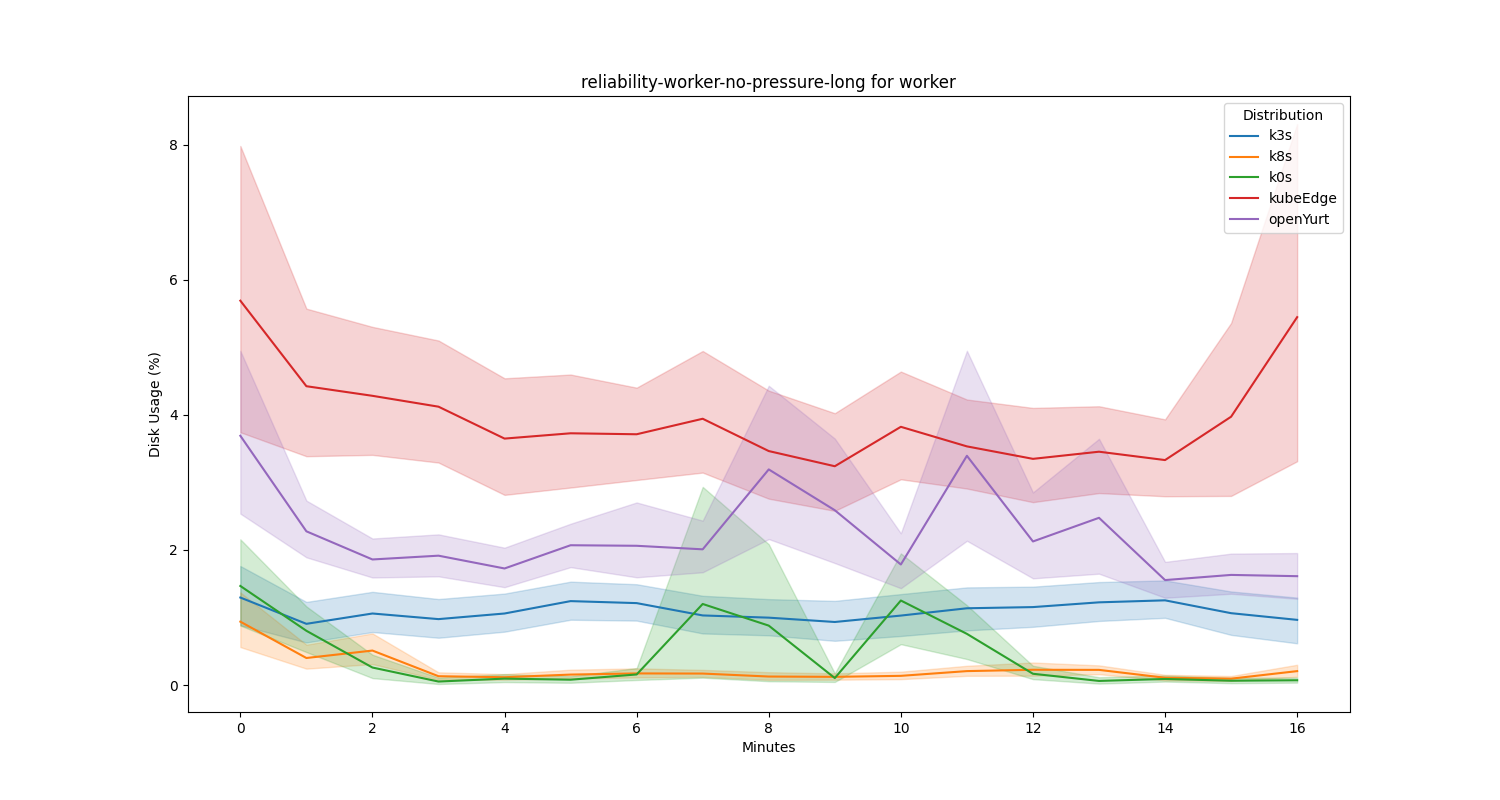 reliability-worker-no-pressure-long for worker
Distribution
k3s
k8s
k0s
kubeEdge
openYurt
Disk Usage (%)
8
6
4
2
0
0 2 4 6 8 10 12 14 16
Minutes